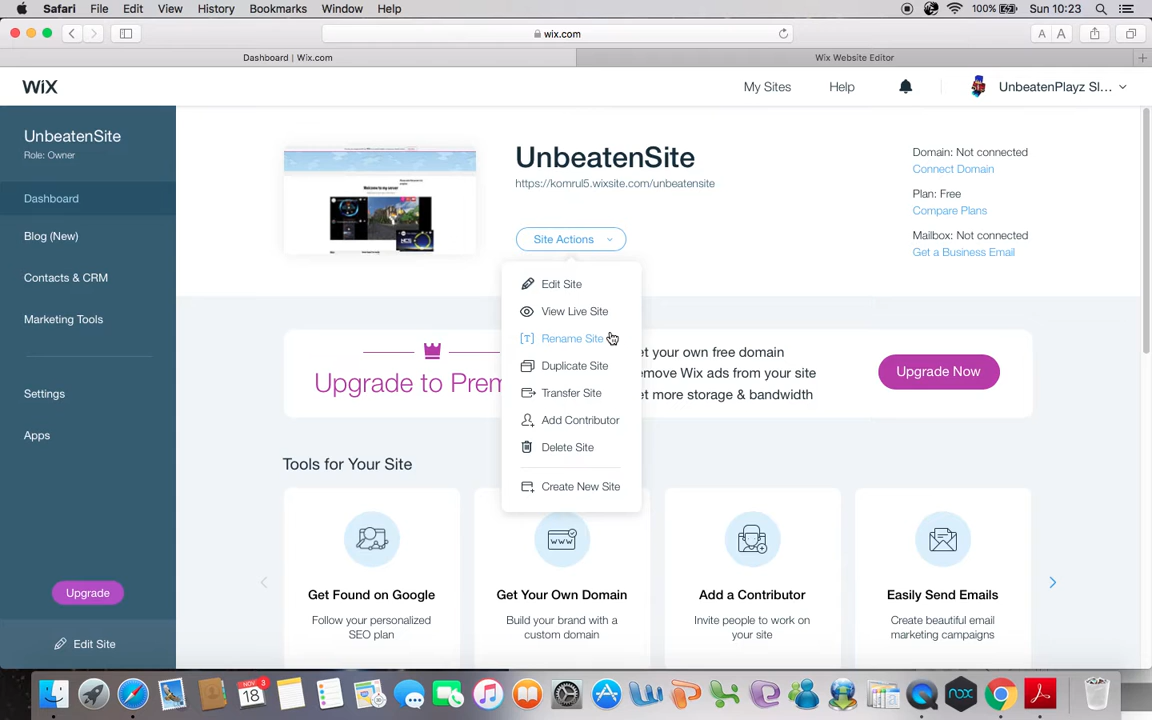 Safari File Edit View History Bookmarks Window Help 100% Sun 10:23
wix.com A A
Dashboard | Wix.com Wix Website Editor
WiX My Sites Help UnbeatenPlayz Sl...
UnbeatenSite
Role: Owner
Dashboard
Blog (New)
Contacts & CRM
Marketing Tools
Settings
Apps
Upgrade
Edit Site
UnbeatenSite
https://komrul5.wixsite.com/unbeatensite
Site Actions
Domain: Not connected
Connect Domain
Plan: Free
Compare Plans
Mailbox: Not connected
Get a Business Email
Edit Site
View Live Site
Rename Site
Duplicate Site
Transfer Site
Add Contributor
Delete Site
Create New Site
Upgrade to Prem
et your own free domain
emove Wix ads from your site
et more storage & bandwidth
Upgrade Now
Tools for Your Site
Get Found on Google
Follow your personalized
SEO plan
www
Get Your Own Domain
Build your brand with a
custom domain
Add a Contributor
Invite people to work on
your site
Easily Send Emails
Create beautiful email
marketing campaigns
NOV 18 3
nox